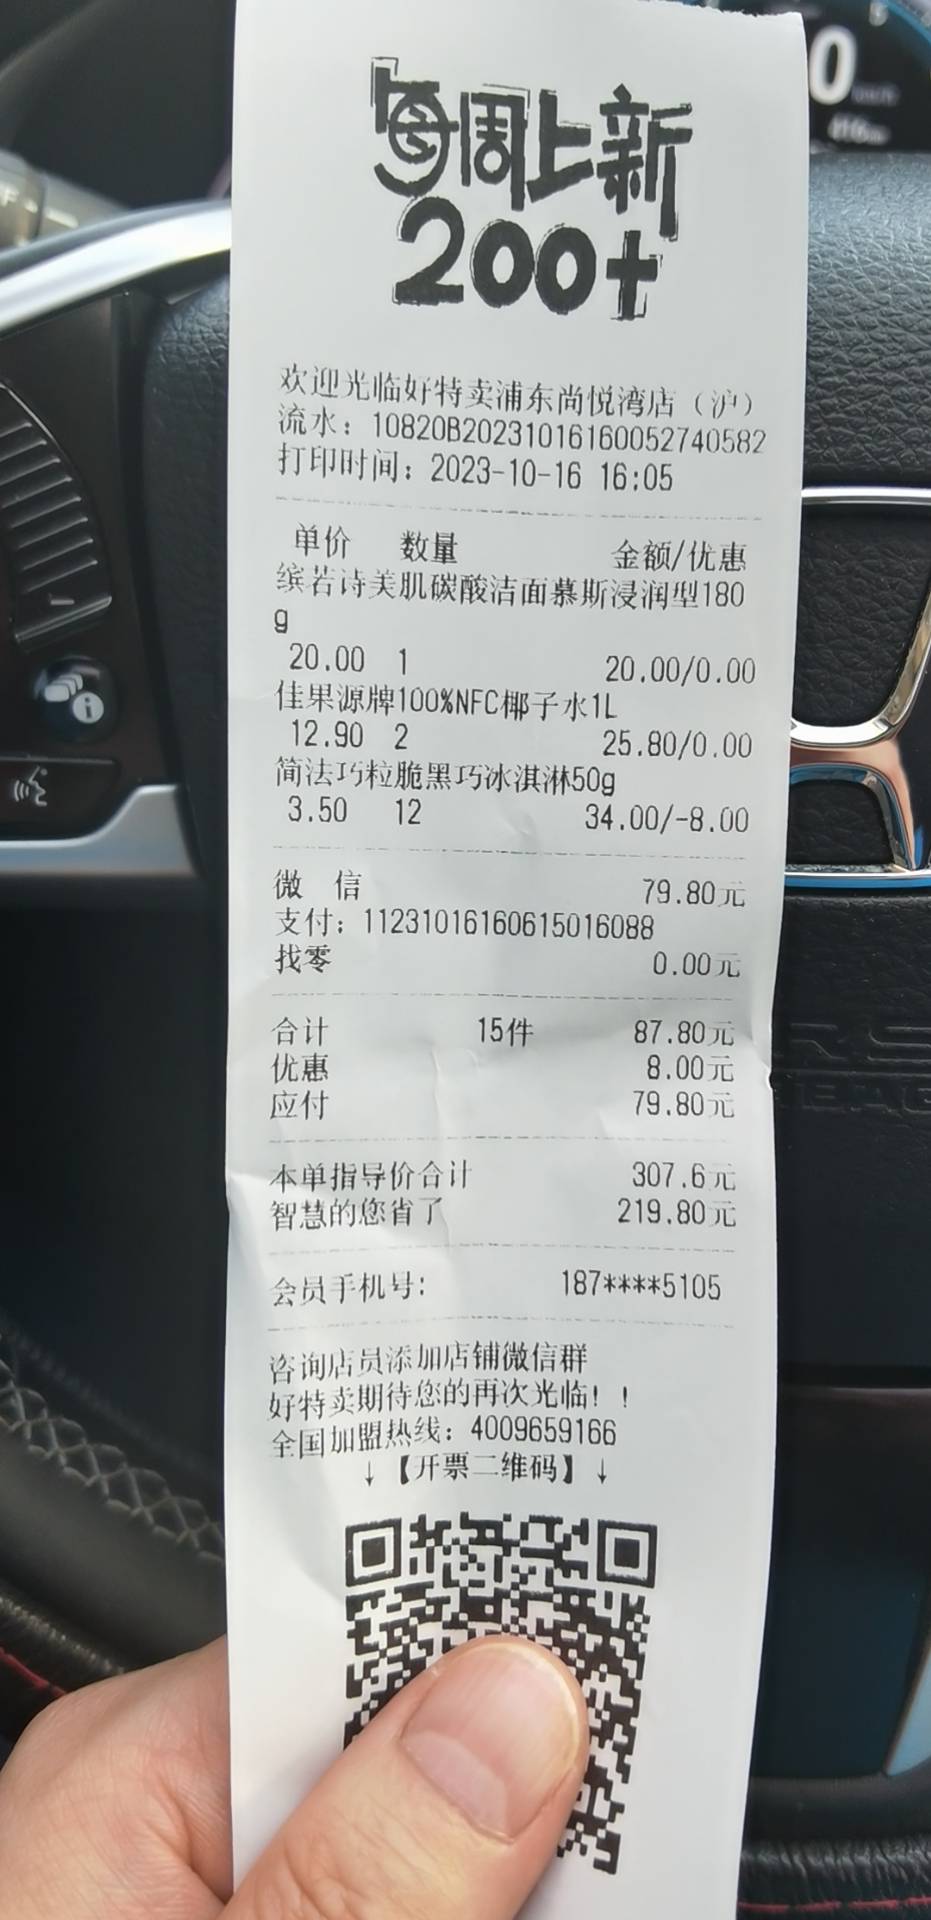 每周上新
200+
欢迎光临好特卖浦东尚悦湾店（沪）
流水：10820B20231016160052740582
打印时间：2023-10-16 16:05
单价 数量 金额/优惠
缤若诗美肌碳酸洁面慕斯浸润型180
g
20.00 1 20.00/0.00
佳果源牌100%NFC椰子水1L
12.90 2 25.80/0.00
简法巧粒脆黑巧冰淇淋50g
3.50 12 34.00/-8.00
微 信 79.80元
支付：11231016160615016088
找零 0.00元
合计 15件 87.80元
优惠 8.00元
应付 79.80元
本单指导价合计 307.6元
智慧的您省了 219.80元
会员手机号: 187****5105
咨询店员添加店铺微信群
好特卖期待您的再次光临！！
全国加盟热线：4009659166
↓【开票二维码】↓